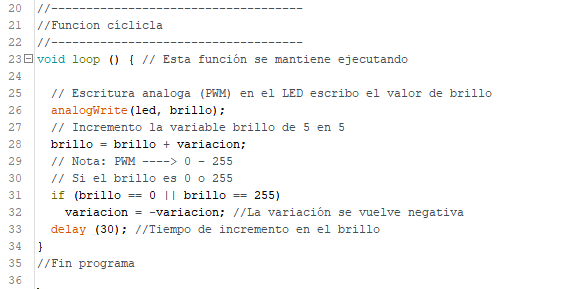 20 //------------------------------------
21 //Funcion cíclicla
22 //------------------------------------
23 void loop () { // Esta función se mantiene ejecutando
24
25 // Escritura analoga (PWM) en el LED escribo el valor de brillo
26 analogWrite(led, brillo);
27 // Incremento la variable brillo de 5 en 5
28 brillo = brillo + variacion;
29 // Nota: PWM ----> 0 - 255
30 // Si el brillo es 0 o 255
31 if (brillo == 0 || brillo == 255)
32 variacion = -variacion; //La variación se vuelve negativa
33 delay (30); //Tiempo de incremento en el brillo
34 }
35 //Fin programa
36